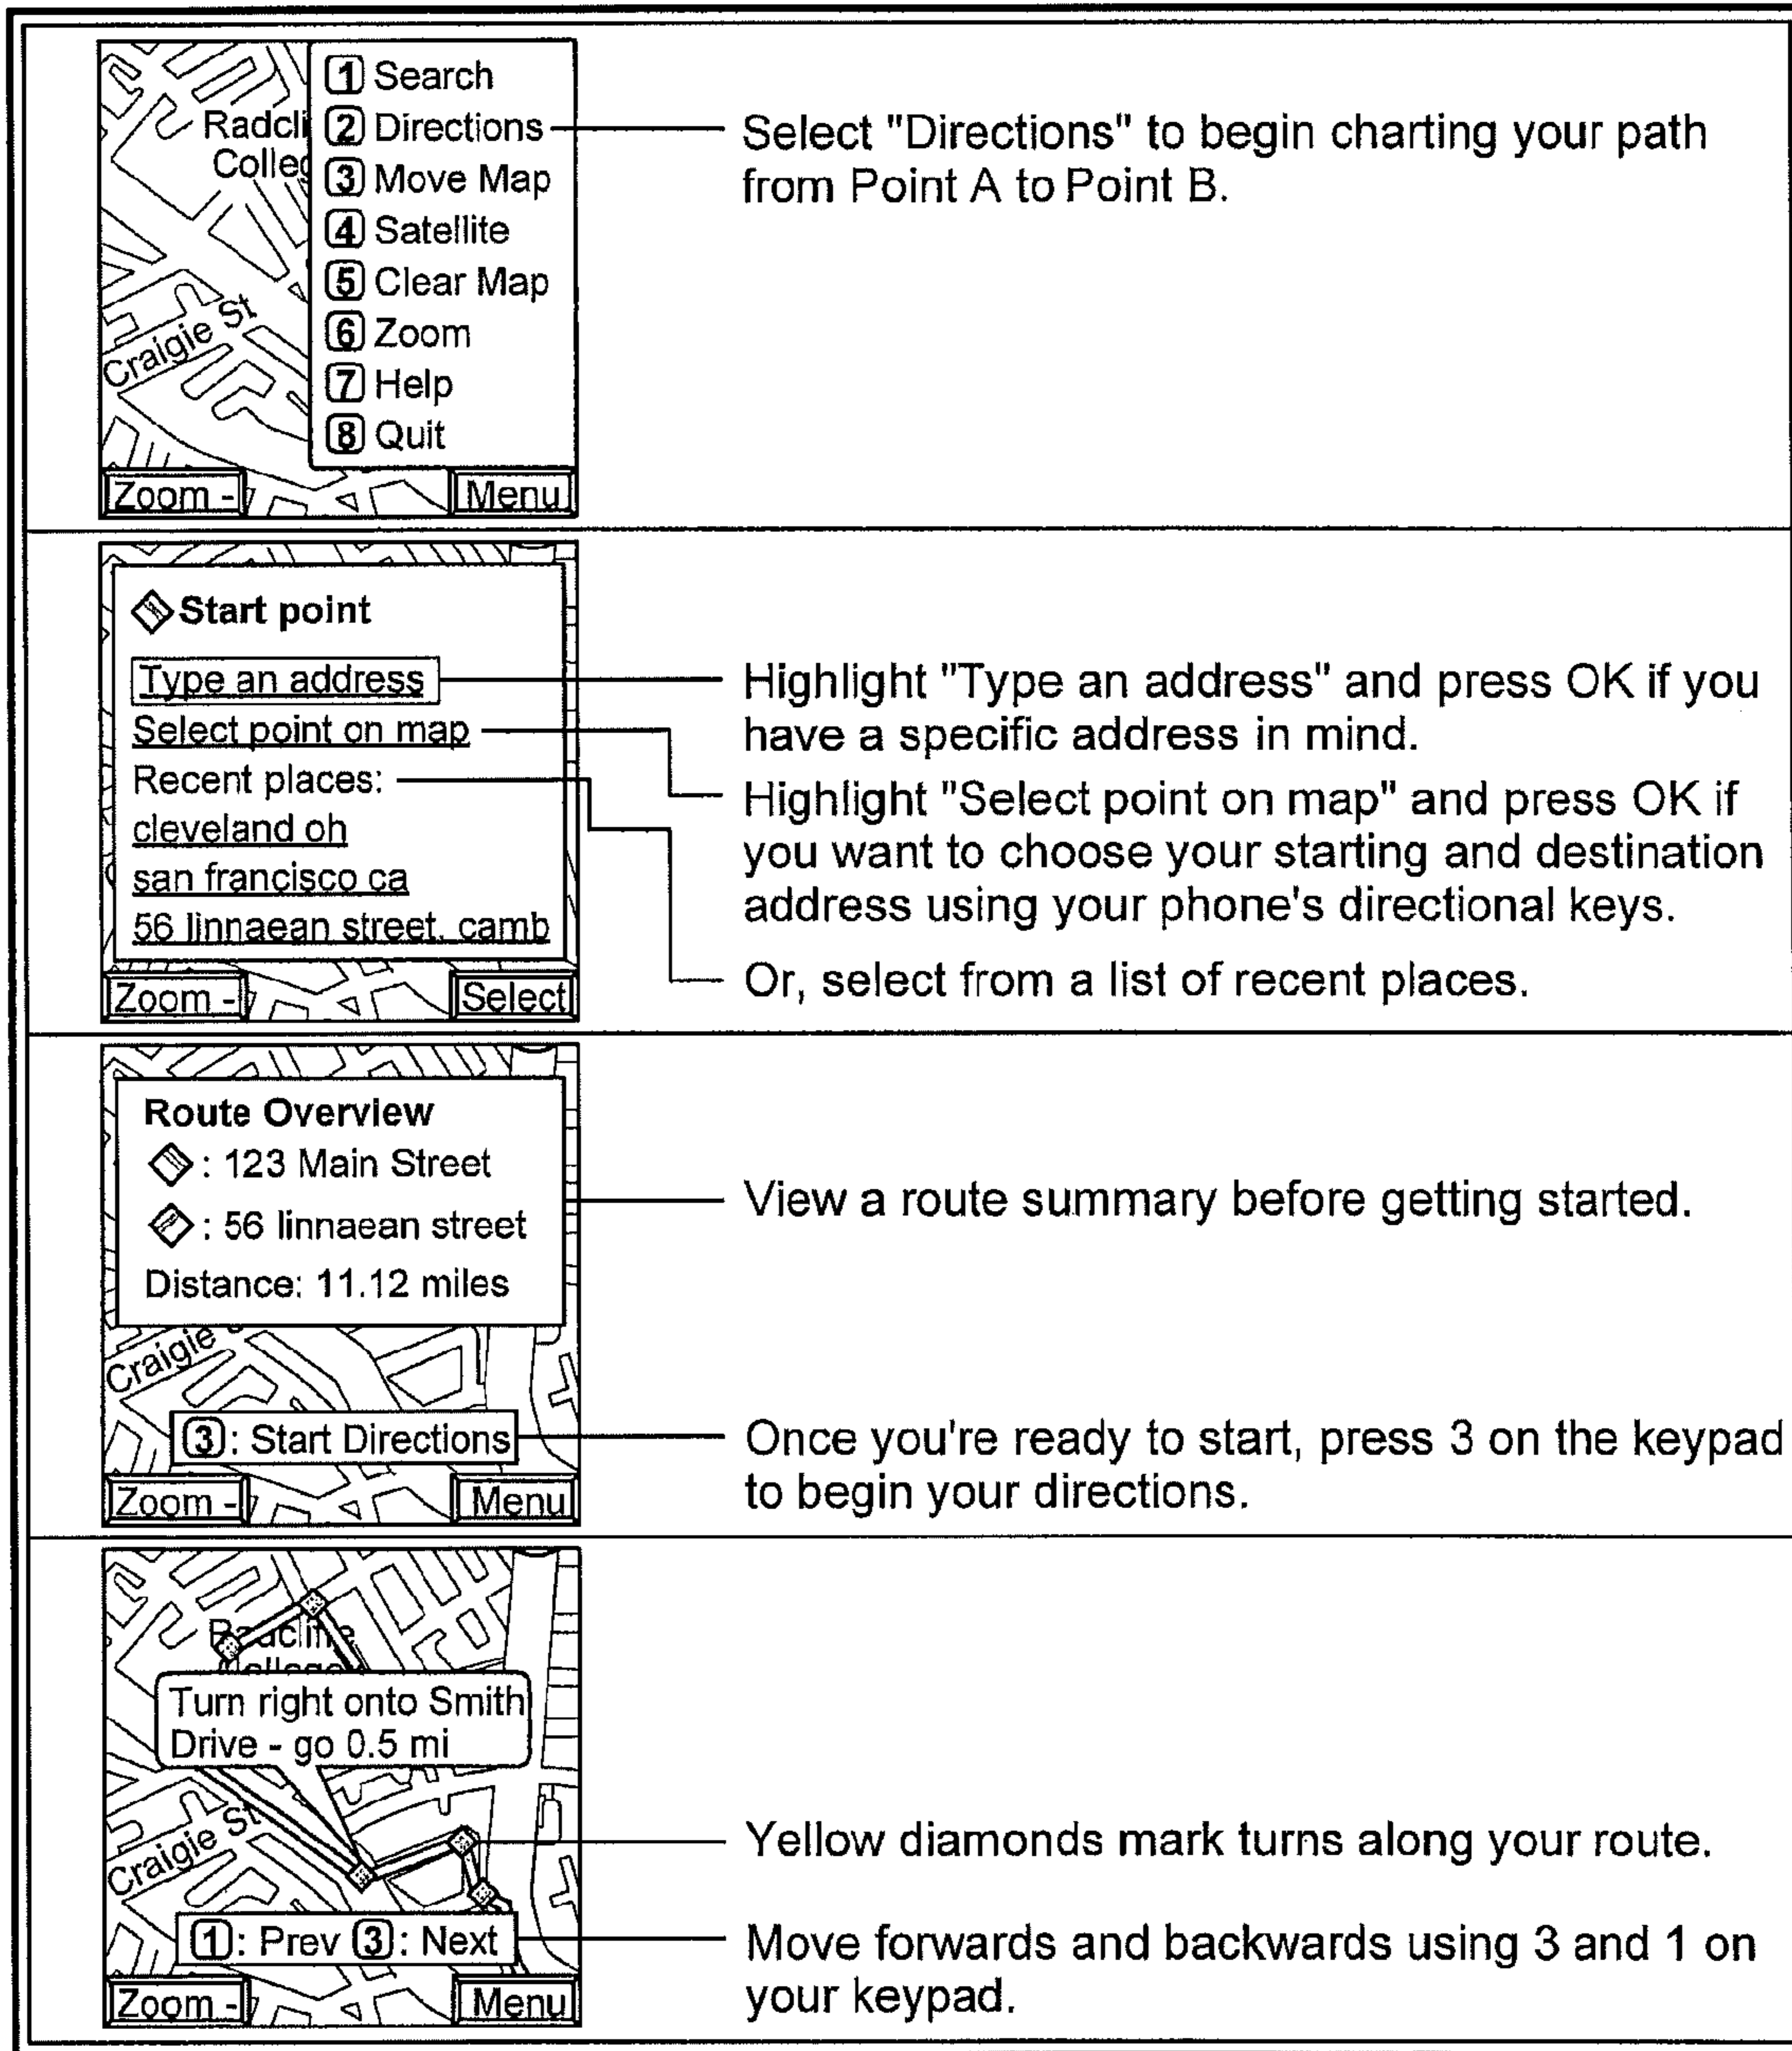 1 Search
Radcli
2 Directions
Colleg
3 Move Map
4 Satellite
5 Clear Map
Craigie St
6 Zoom
7 Help
8 Quit
Zoom -
Menu
Select "Directions" to begin charting your path
from Point A to Point B.
Start point
Type an address
Select point on map
Recent places:
cleveland oh
san francisco ca
56 linnaean street, camb
Zoom -
Select
Highlight "Type an address" and press OK if you
have a specific address in mind.
Highlight "Select point on map" and press OK if
you want to choose your starting and destination
address using your phone's directional keys.
Or, select from a list of recent places.
Route Overview
: 123 Main Street
: 56 linnaean street
Distance: 11.12 miles
Craigie
3: Start Directions
Zoom -
Menu
View a route summary before getting started.
Once you're ready to start, press 3 on the keypad
to begin your directions.
Radcliffe
College
Turn right onto Smith
Drive - go 0.5 mi
Craigie St
1: Prev 3: Next
Zoom -
Menu
Yellow diamonds mark turns along your route.
Move forwards and backwards using 3 and 1 on
your keypad.